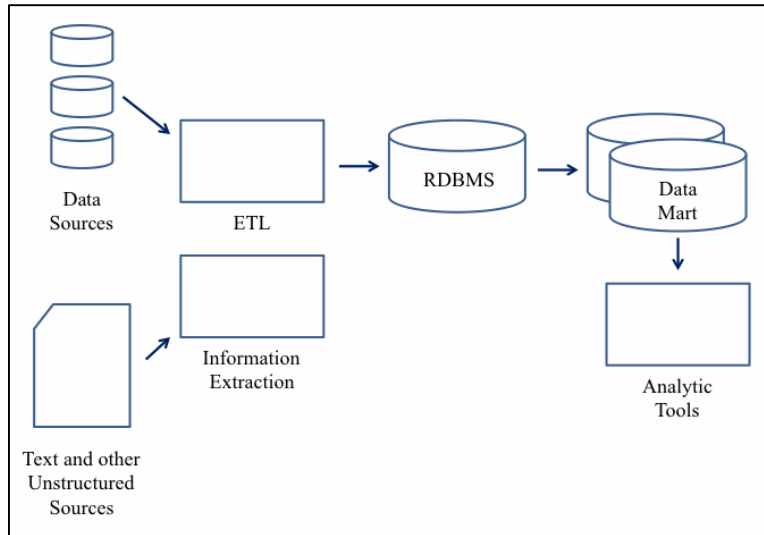 Data
Sources
ETL
RDBMS
Data
Mart
Information
Extraction
Analytic
Tools
Text and other
Unstructured
Sources